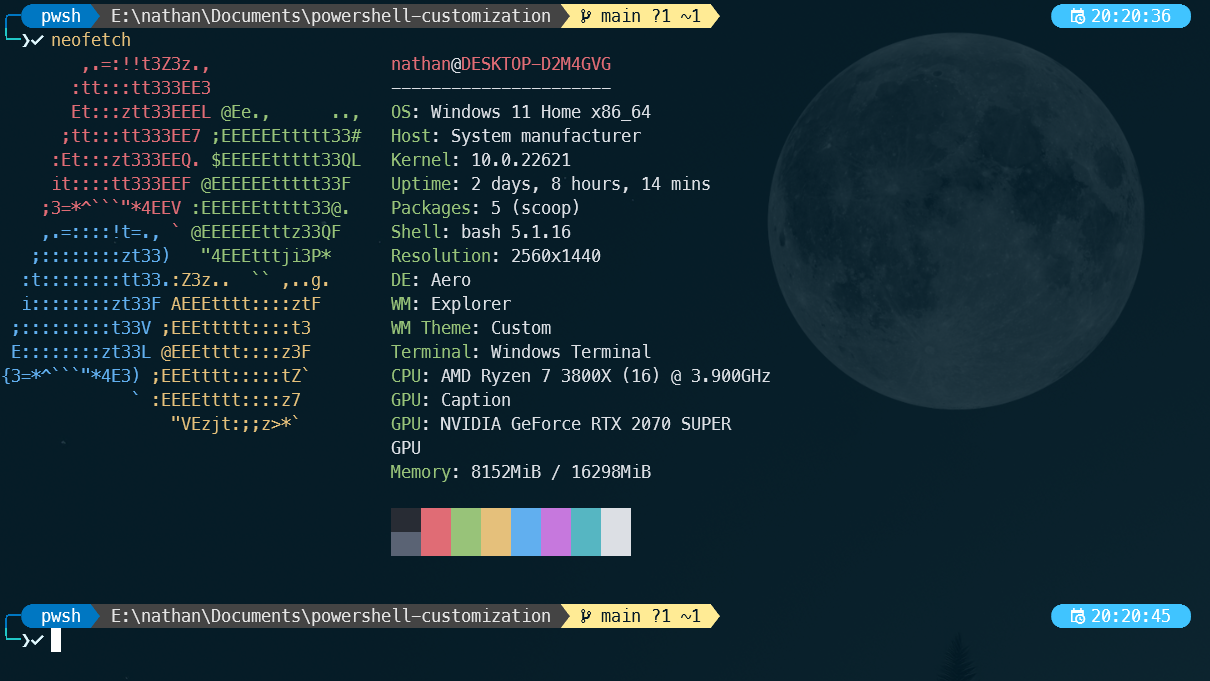 pwsh E:\nathan\Documents\powershell-customization main ?1 ~1 20:20:36
❯✔ neofetch
        ,.=:!!t3Z3z.,                  nathan@DESKTOP-D2M4GVG
       :tt:::tt333EE3                  ----------------------
       Et:::ztt33EEEL @Ee.,      ..,   OS: Windows 11 Home x86_64
      ;tt:::tt333EE7 ;EEEEEEttttt33#   Host: System manufacturer
     :Et:::zt333EEQ. $EEEEEttttt33QL   Kernel: 10.0.22621
     it::::tt333EEF @EEEEEEttttt33F    Uptime: 2 days, 8 hours, 14 mins
    ;3=*^```"*4EEV :EEEEEEttttt33@.    Packages: 5 (scoop)
    ,.=::::!t=., ` @EEEEEEtttz33QF     Shell: bash 5.1.16
   ;::::::::zt33)   "4EEEtttji3P*      Resolution: 2560x1440
  :t::::::::tt33.:Z3z..  `` ,..g.      DE: Aero
  i::::::::zt33F AEEEtttt::::ztF       WM: Explorer
 ;:::::::::t33V ;EEEttttt::::t3        WM Theme: Custom
 E::::::::zt33L @EEEtttt::::z3F        Terminal: Windows Terminal
{3=*^```"*4E3) ;EEEtttt:::::tZ`        CPU: AMD Ryzen 7 3800X (16) @ 3.900GHz
             ` :EEEEtttt::::z7         GPU: Caption
                 "VEzjt:;;z>*`         GPU: NVIDIA GeForce RTX 2070 SUPER
GPU
Memory: 8152MiB / 16298MiB
pwsh E:\nathan\Documents\powershell-customization main ?1 ~1 20:20:45
❯✔